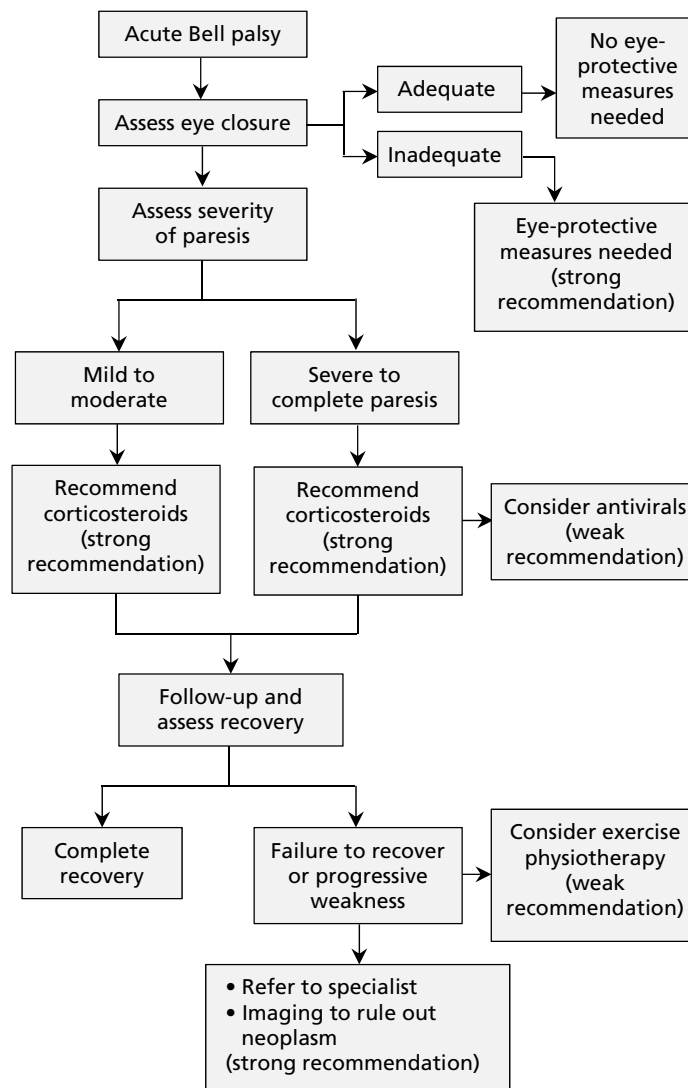 Acute Bell palsy
Assess eye closure
Adequate
No eye-
protective
measures
needed
Inadequate
Eye-protective
measures needed
(strong
recommendation)
Assess severity
of paresis
Mild to
moderate
Severe to
complete paresis
Recommend
corticosteroids
(strong
recommendation)
Recommend
corticosteroids
(strong
recommendation)
Consider antivirals
(weak
recommendation)
Follow-up and
assess recovery
Complete
recovery
Failure to recover
or progressive
weakness
Consider exercise
physiotherapy
(weak
recommendation)
• Refer to specialist
• Imaging to rule out
neoplasm
(strong recommendation)